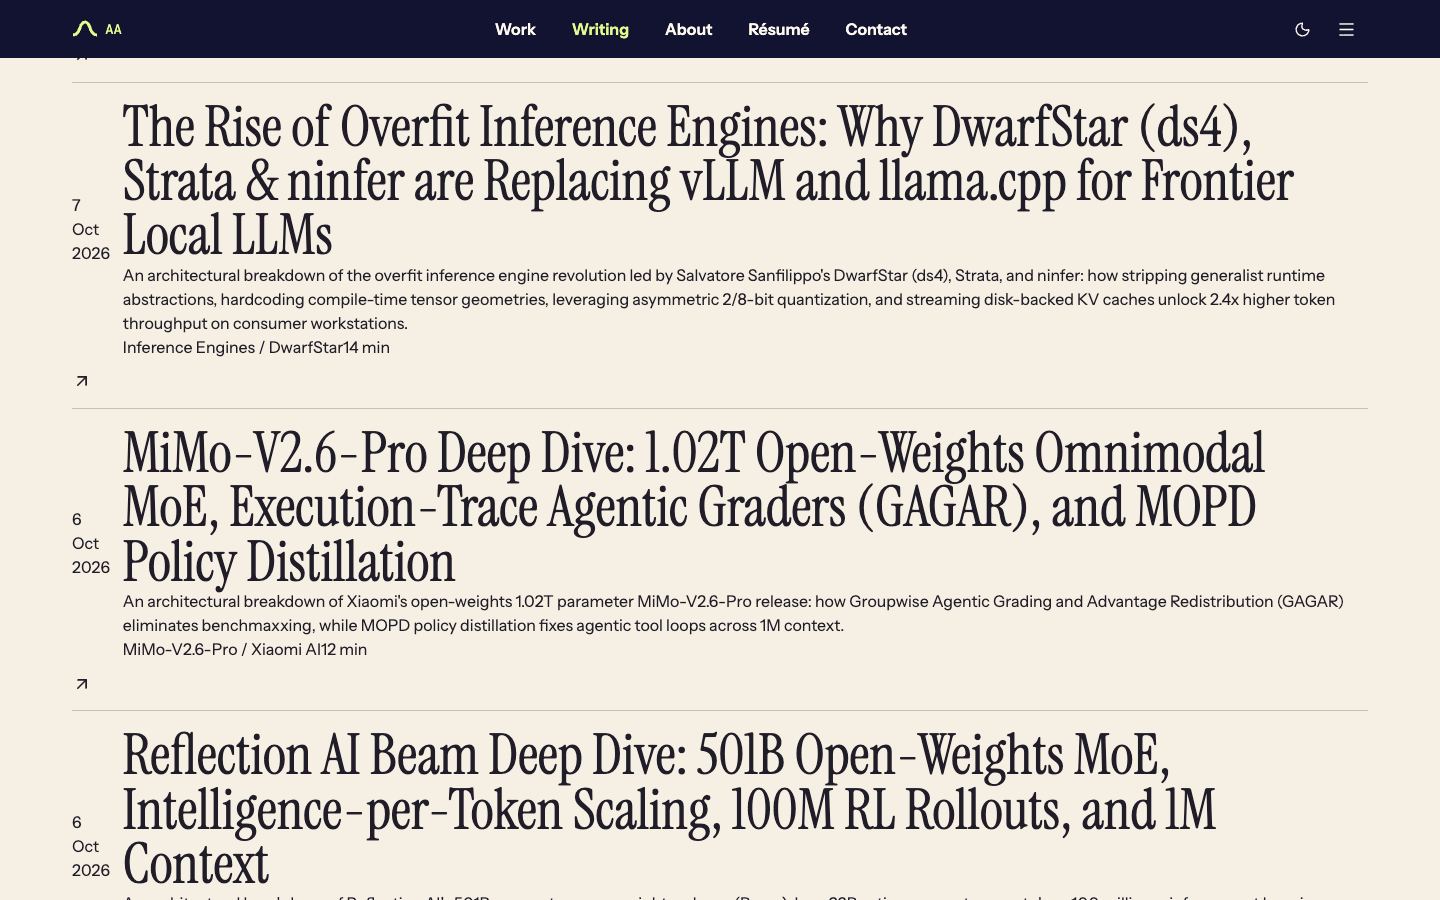 AA
Work
Writing
About
Résumé
Contact
7
Oct
2026
The Rise of Overfit Inference Engines: Why DwarfStar (ds4),
Strata & ninfer are Replacing vLLM and llama.cpp for Frontier
Local LLMs
An architectural breakdown of the overfit inference engine revolution led by Salvatore Sanfilippo's DwarfStar (ds4), Strata, and ninfer: how stripping generalist runtime
abstractions, hardcoding compile-time tensor geometries, leveraging asymmetric 2/8-bit quantization, and streaming disk-backed KV caches unlock 2.4x higher token
throughput on consumer workstations.
Inference Engines / DwarfStar14 min
6
Oct
2026
MiMo-V2.6-Pro Deep Dive: 1.02T Open-Weights Omnimodal
MoE, Execution-Trace Agentic Graders (GAGAR), and MOPD
Policy Distillation
An architectural breakdown of Xiaomi's open-weights 1.02T parameter MiMo-V2.6-Pro release: how Groupwise Agentic Grading and Advantage Redistribution (GAGAR)
eliminates benchmaxxing, while MOPD policy distillation fixes agentic tool loops across 1M context.
MiMo-V2.6-Pro / Xiaomi AI12 min
6
Oct
2026
Reflection AI Beam Deep Dive: 501B Open-Weights MoE,
Intelligence-per-Token Scaling, 100M RL Rollouts, and 1M
Context